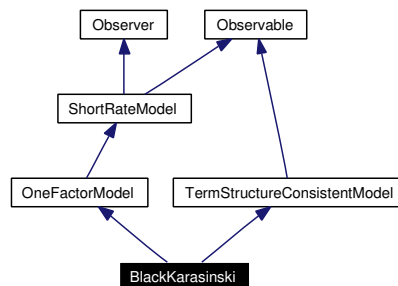 Observer
Observable
ShortRateModel
OneFactorModel
TermStructureConsistentModel
BlackKarasinski